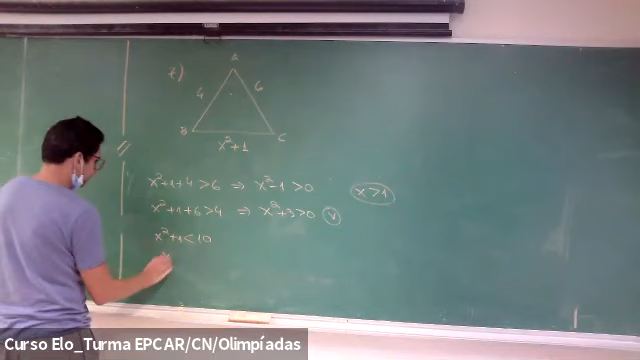 7)
A
4
6
B
C
x²+1
x²+1+4>6 ⇒ x²-1>0
x>1
x²+1+6>4 ⇒ x²+3>0 (V)
x²+1<10
Curso Elo_Turma EPCAR/CN/Olimpíadas